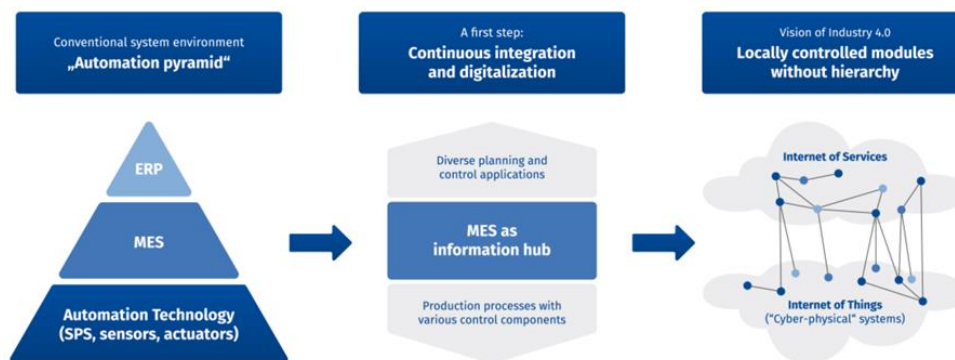 Conventional system environment
„Automation pyramid“
A first step:
Continuous integration
and digitalization
Vision of Industry 4.0
Locally controlled modules
without hierarchy
ERP
MES
Automation Technology
(SPS, sensors, actuators)
Diverse planning and
control applications
MES as
information hub
Production processes with
various control components
Internet of Services
Internet of Things
("Cyber-physical" systems)